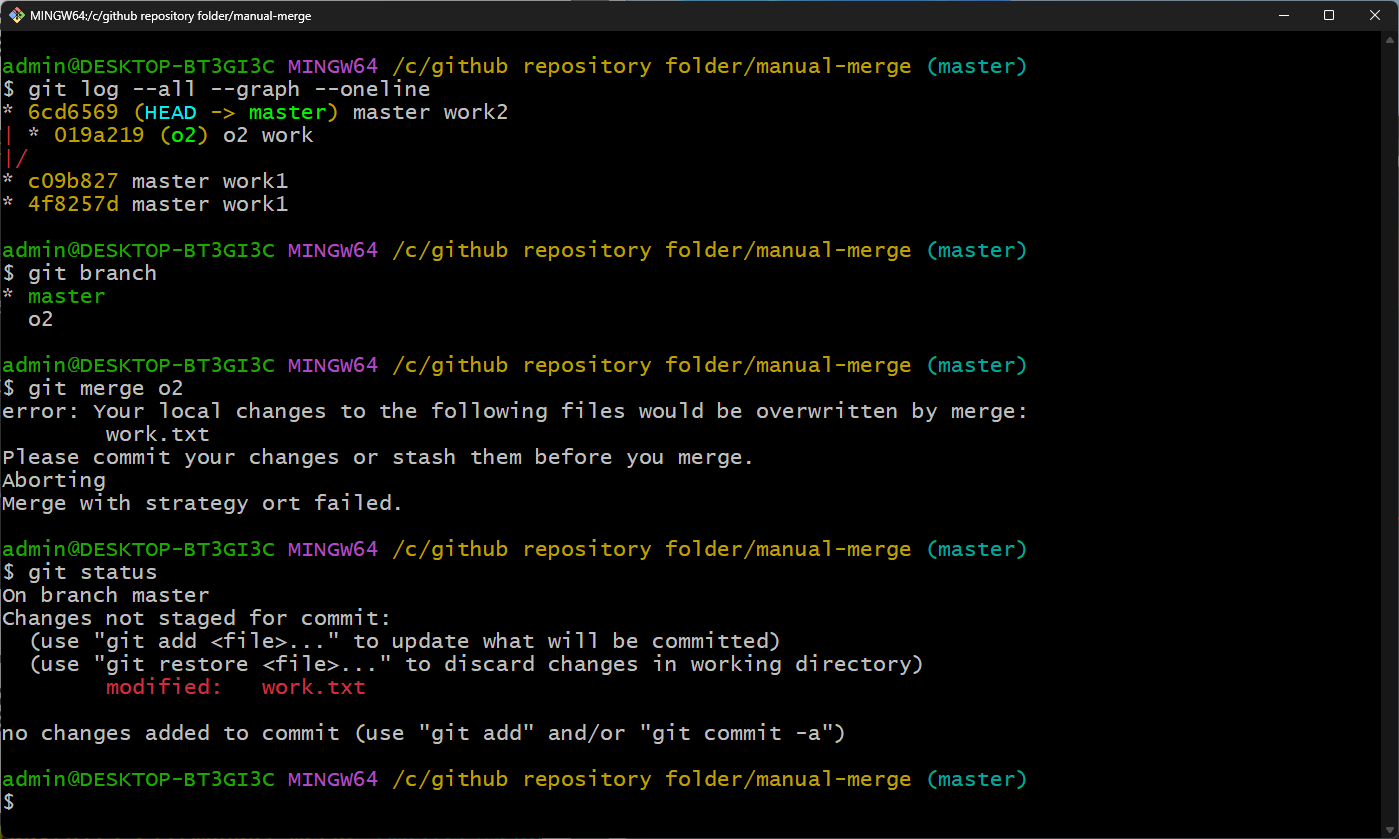 MINGW64:/c/github repository folder/manual-merge
admin@DESKTOP-BT3GI3C MINGW64 /c/github repository folder/manual-merge (master)
$ git log --all --graph --oneline
* 6cd6569 (HEAD -> master) master work2
| * 019a219 (o2) o2 work
|/
* c09b827 master work1
* 4f8257d master work1
admin@DESKTOP-BT3GI3C MINGW64 /c/github repository folder/manual-merge (master)
$ git branch
* master
  o2
admin@DESKTOP-BT3GI3C MINGW64 /c/github repository folder/manual-merge (master)
$ git merge o2
error: Your local changes to the following files would be overwritten by merge:
        work.txt
Please commit your changes or stash them before you merge.
Aborting
Merge with strategy ort failed.
admin@DESKTOP-BT3GI3C MINGW64 /c/github repository folder/manual-merge (master)
$ git status
On branch master
Changes not staged for commit:
  (use "git add <file>..." to update what will be committed)
  (use "git restore <file>..." to discard changes in working directory)
        modified:   work.txt
no changes added to commit (use "git add" and/or "git commit -a")
admin@DESKTOP-BT3GI3C MINGW64 /c/github repository folder/manual-merge (master)
$